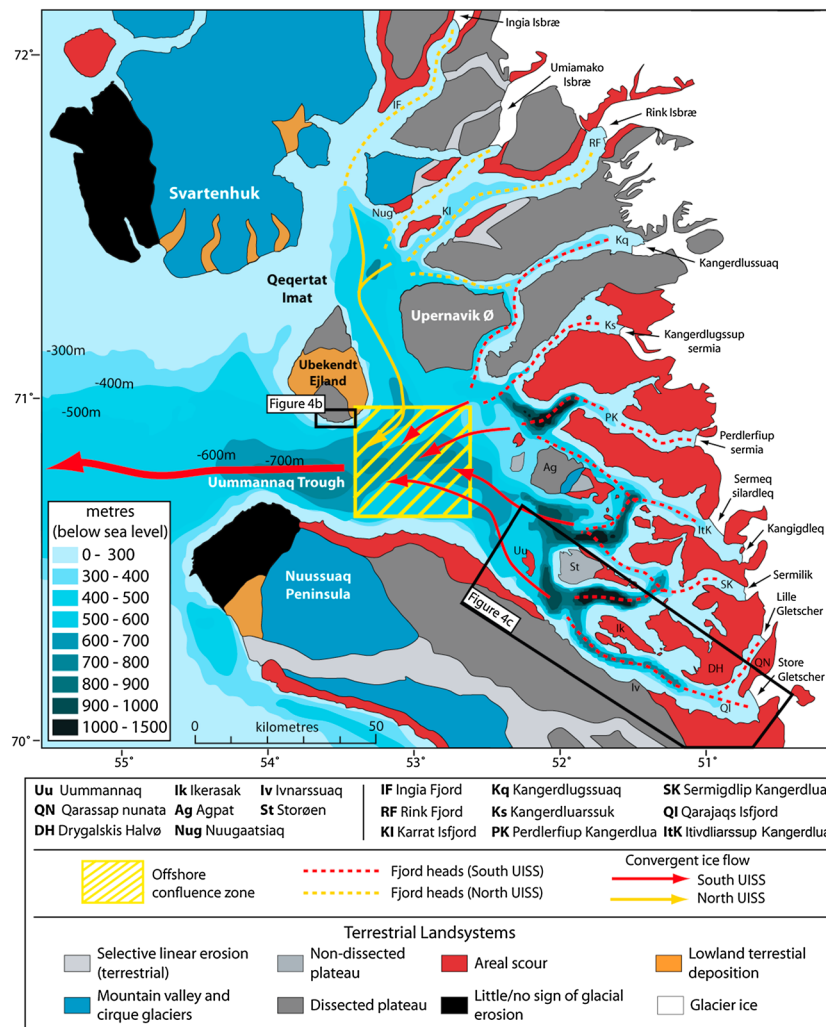 Ingia Isbræ
72°
Umiamako
Isbræ
IF
Rink Isbræ
RF
Svartenhuk
Nug
KI
Kq
Kangerdlussuaq
Qeqertat
Imat
Upernavik Ø
Ks
Kangerdlugssup
sermia
-300m
-400m
-500m
71°
Ubekendt
Ejland
Figure 4b
PK
Perdlerfiup
sermia
-600m
-700m
Uummannaq Trough
Ag
Sermeq
silardleq
ItK
Kangigdleq
metres
(below sea level)
0 - 300
300 - 400
400 - 500
500 - 600
600 - 700
700 - 800
800 - 900
900 - 1000
1000 - 1500
Uu
St
SK
Sermilik
Nuussuaq
Peninsula
Figure 4c
Lille
Gletscher
Ik
DH
QN
Store
Gletscher
Iv
QI
0 kilometres 50
70°
55° 54° 53° 52° 51°
Uu Uummannaq Ik Ikerasak Iv Ivnarssuaq IF Ingia Fjord Kq Kangerdlugssuaq SK Sermigdlip Kangerdlua
QN Qarassap nunata Ag Agpat St Storøen RF Rink Fjord Ks Kangerdluarssuk QI Qarajaqs Isfjord
DH Drygalskis Halvø Nug Nuugaatsiaq KI Karrat Isfjord PK Perdlerfiup Kangerdlua ItK Itivdliarssup Kangerdlua
Offshore
confluence zone
Fjord heads (South UISS)
Fjord heads (North UISS)
Convergent ice flow
South UISS
North UISS
Terrestrial Landsystems
Selective linear erosion
(terrestrial)
Non-dissected
plateau
Areal scour
Lowland terrestial
deposition
Mountain valley and
cirque glaciers
Dissected plateau
Little/no sign of glacial
erosion
Glacier ice